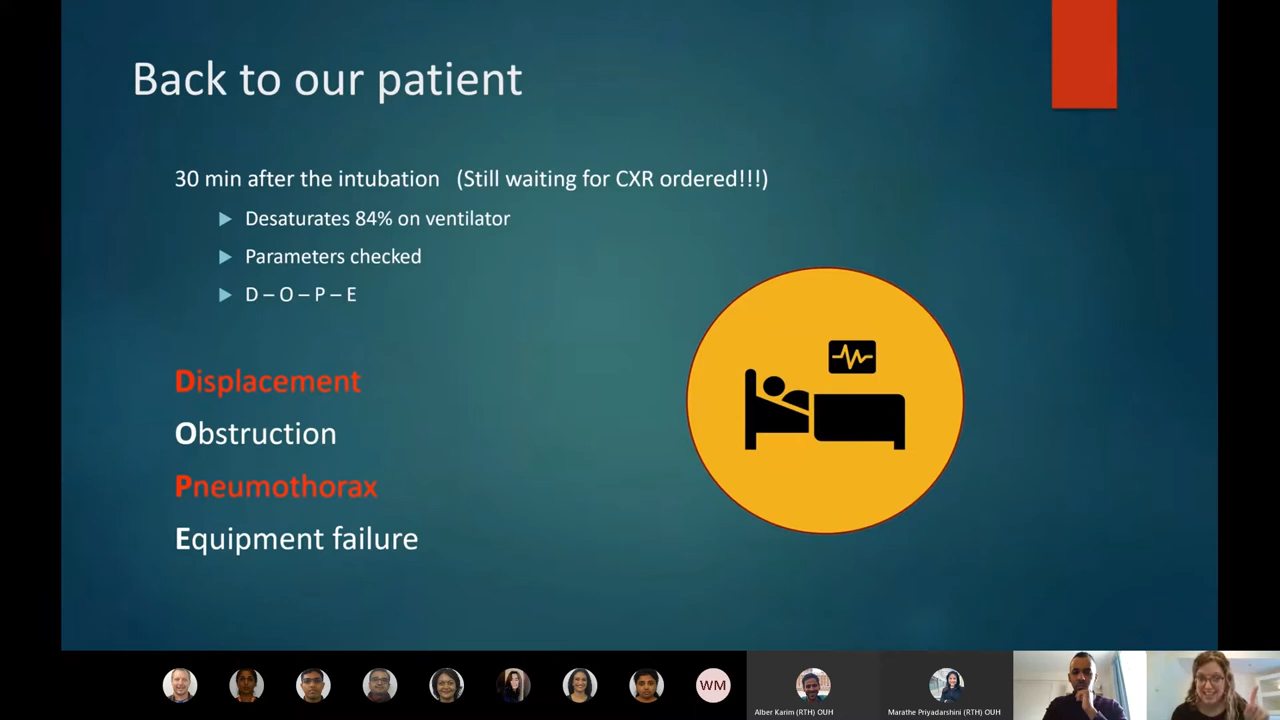 Back to our patient
30 min after the intubation (Still waiting for CXR ordered!!!)
Desaturates 84% on ventilator
Parameters checked
D – O – P – E
Displacement
Obstruction
Pneumothorax
Equipment failure
WM
Alber Karim (RTH) OUH
Marathe Priyadarshini (RTH) OUH